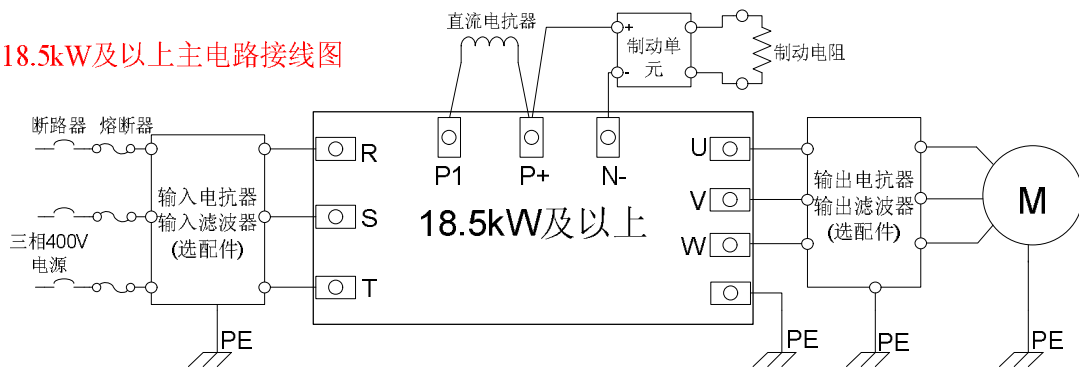 18.5kW及以上主电路接线图
直流电抗器
+
-
制动单
元
制动电阻
断路器 熔断器
三相400V
电源
输入电抗器
输入滤波器
(选配件)
PE
R
S
T
P1
P+
N-
18.5kW及以上
U
V
W
PE
输出电抗器
输出滤波器
(选配件)
PE
M
PE